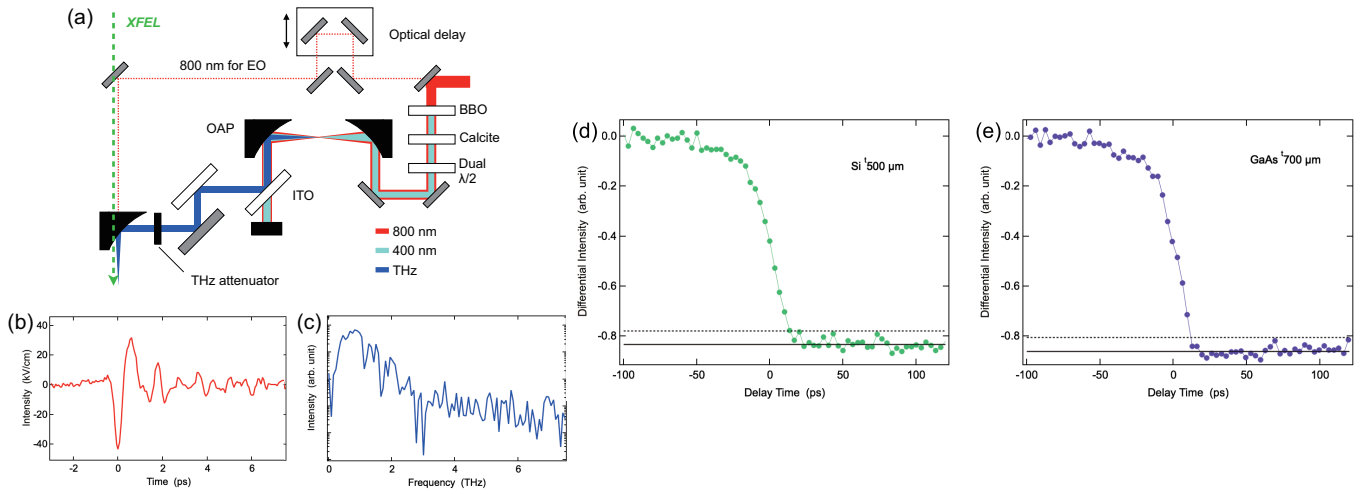 (a)
XFEL
Optical delay
800 nm for EO
BBO
OAP
Calcite
Dual
λ/2
ITO
800 nm
400 nm
THz
THz attenuator
(b)
40
20
0
-20
-40
Intensity (kV/cm)
-2
0
2
4
6
Time (ps)
(c)
Intensity (arb. unit)
0
2
4
6
Frequency (THz)
(d)
0.0
-0.2
-0.4
-0.6
-0.8
Differential Intensity (arb. unit)
Si t500 µm
-100
-50
0
50
100
Delay Time (ps)
(e)
0.0
-0.2
-0.4
-0.6
-0.8
Differential Intensity (arb. unit)
GaAs t700 µm
-100
-50
0
50
100
Delay Time (ps)